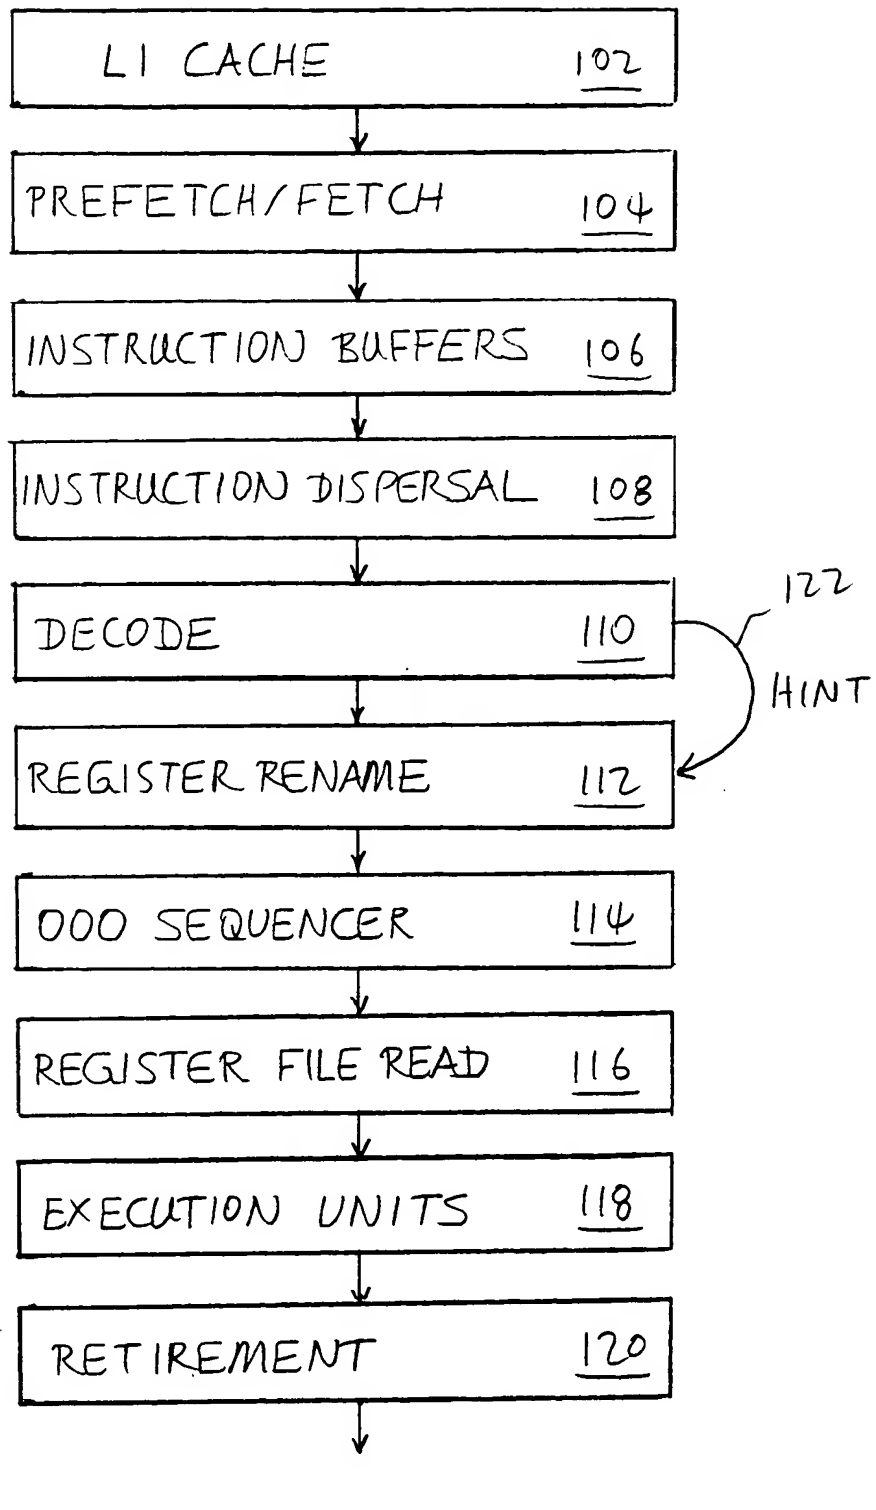 L1 CACHE 102
PREFETCH/FETCH 104
INSTRUCTION BUFFERS 106
INSTRUCTION DISPERSAL 108
122
DECODE 110
HINT
REGISTER RENAME 112
OOO SEQUENCER 114
REGISTER FILE READ 116
EXECUTION UNITS 118
RETIREMENT 120